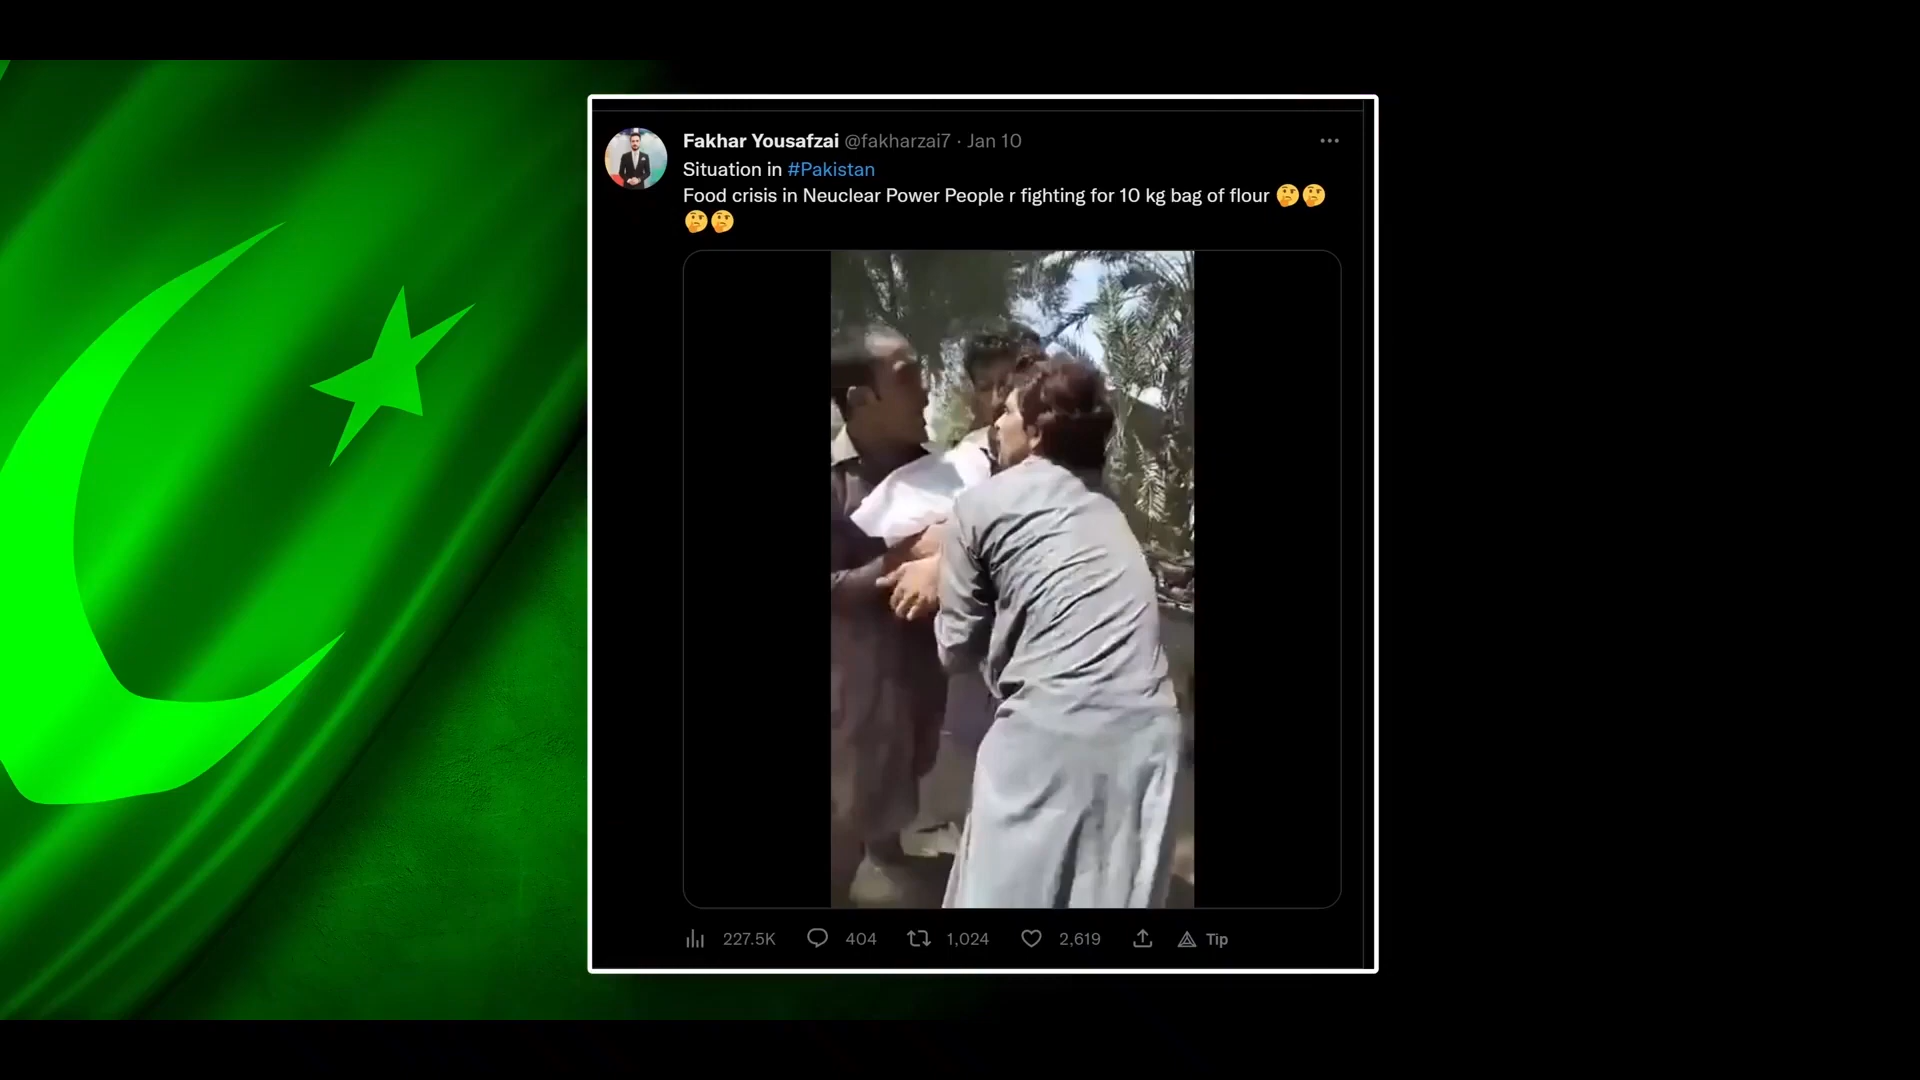 Fakhar Yousafzai @fakharzai7 · Jan 10
Situation in #Pakistan
Food crisis in Neuclear Power People r fighting for 10 kg bag of flour 🤔🤔
🤔🤔
227.5K 404 1,024 2,619 Tip